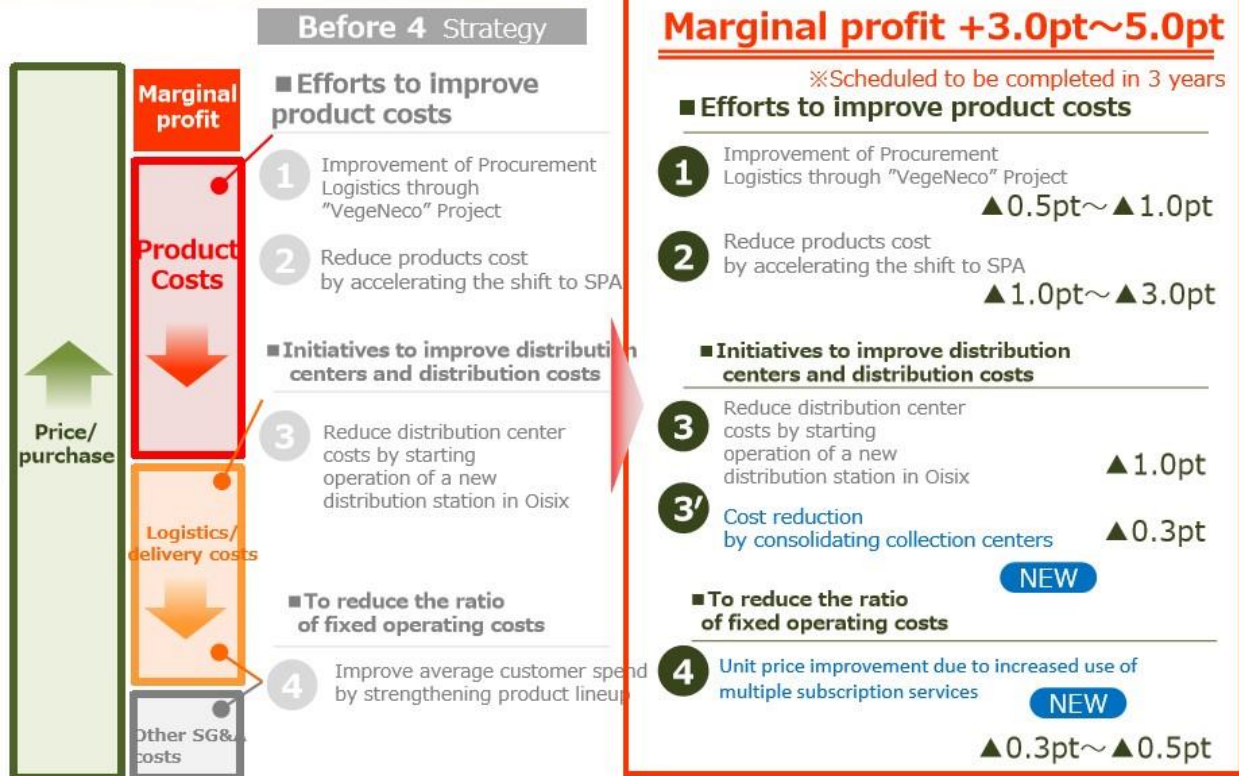 Before 4 Strategy
Price/
purchase
Marginal
profit
Product
Costs
Logistics/
delivery costs
Other SG&A
costs
■Efforts to improve
product costs
1 Improvement of Procurement
Logistics through
"VegeNeco" Project
2 Reduce products cost
by accelerating the shift to SPA
■Initiatives to improve distribution
centers and distribution costs
3 Reduce distribution center
costs by starting
operation of a new
distribution station in Oisix
■To reduce the ratio
of fixed operating costs
4 Improve average customer spend
by strengthening product lineup
Marginal profit +3.0pt～5.0pt
※Scheduled to be completed in 3 years
■Efforts to improve product costs
1 Improvement of Procurement
Logistics through "VegeNeco" Project
▲0.5pt～▲1.0pt
2 Reduce products cost
by accelerating the shift to SPA
▲1.0pt～▲3.0pt
■Initiatives to improve distribution
centers and distribution costs
3 Reduce distribution center
costs by starting
operation of a new
distribution station in Oisix
▲1.0pt
3′ Cost reduction
by consolidating collection centers
▲0.3pt
NEW
■To reduce the ratio
of fixed operating costs
4 Unit price improvement due to increased use of
multiple subscription services
NEW
▲0.3pt～▲0.5pt